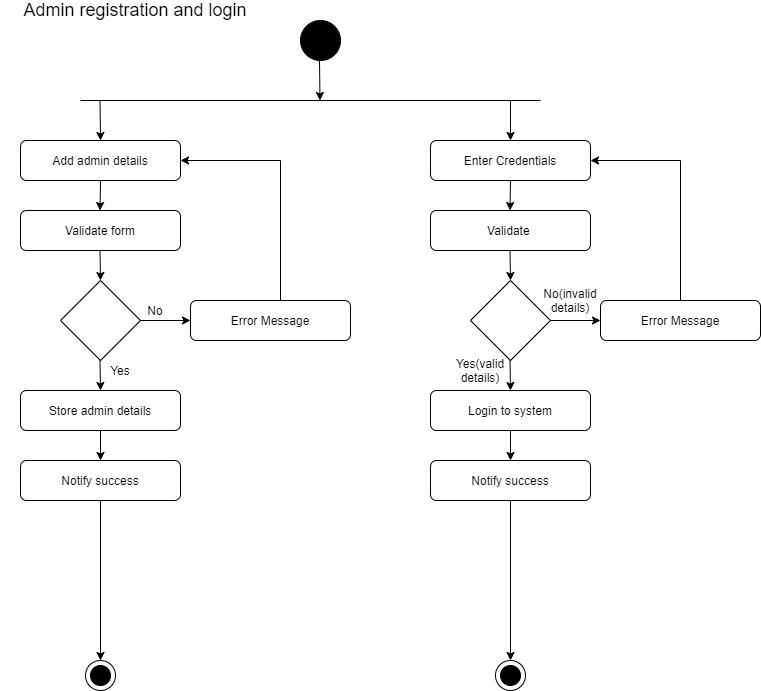 Admin registration and login
Add admin details
Enter Credentials
Validate form
Validate
No
No(invalid
details)
Error Message
Error Message
Yes
Yes(valid
details)
Store admin details
Login to system
Notify success
Notify success